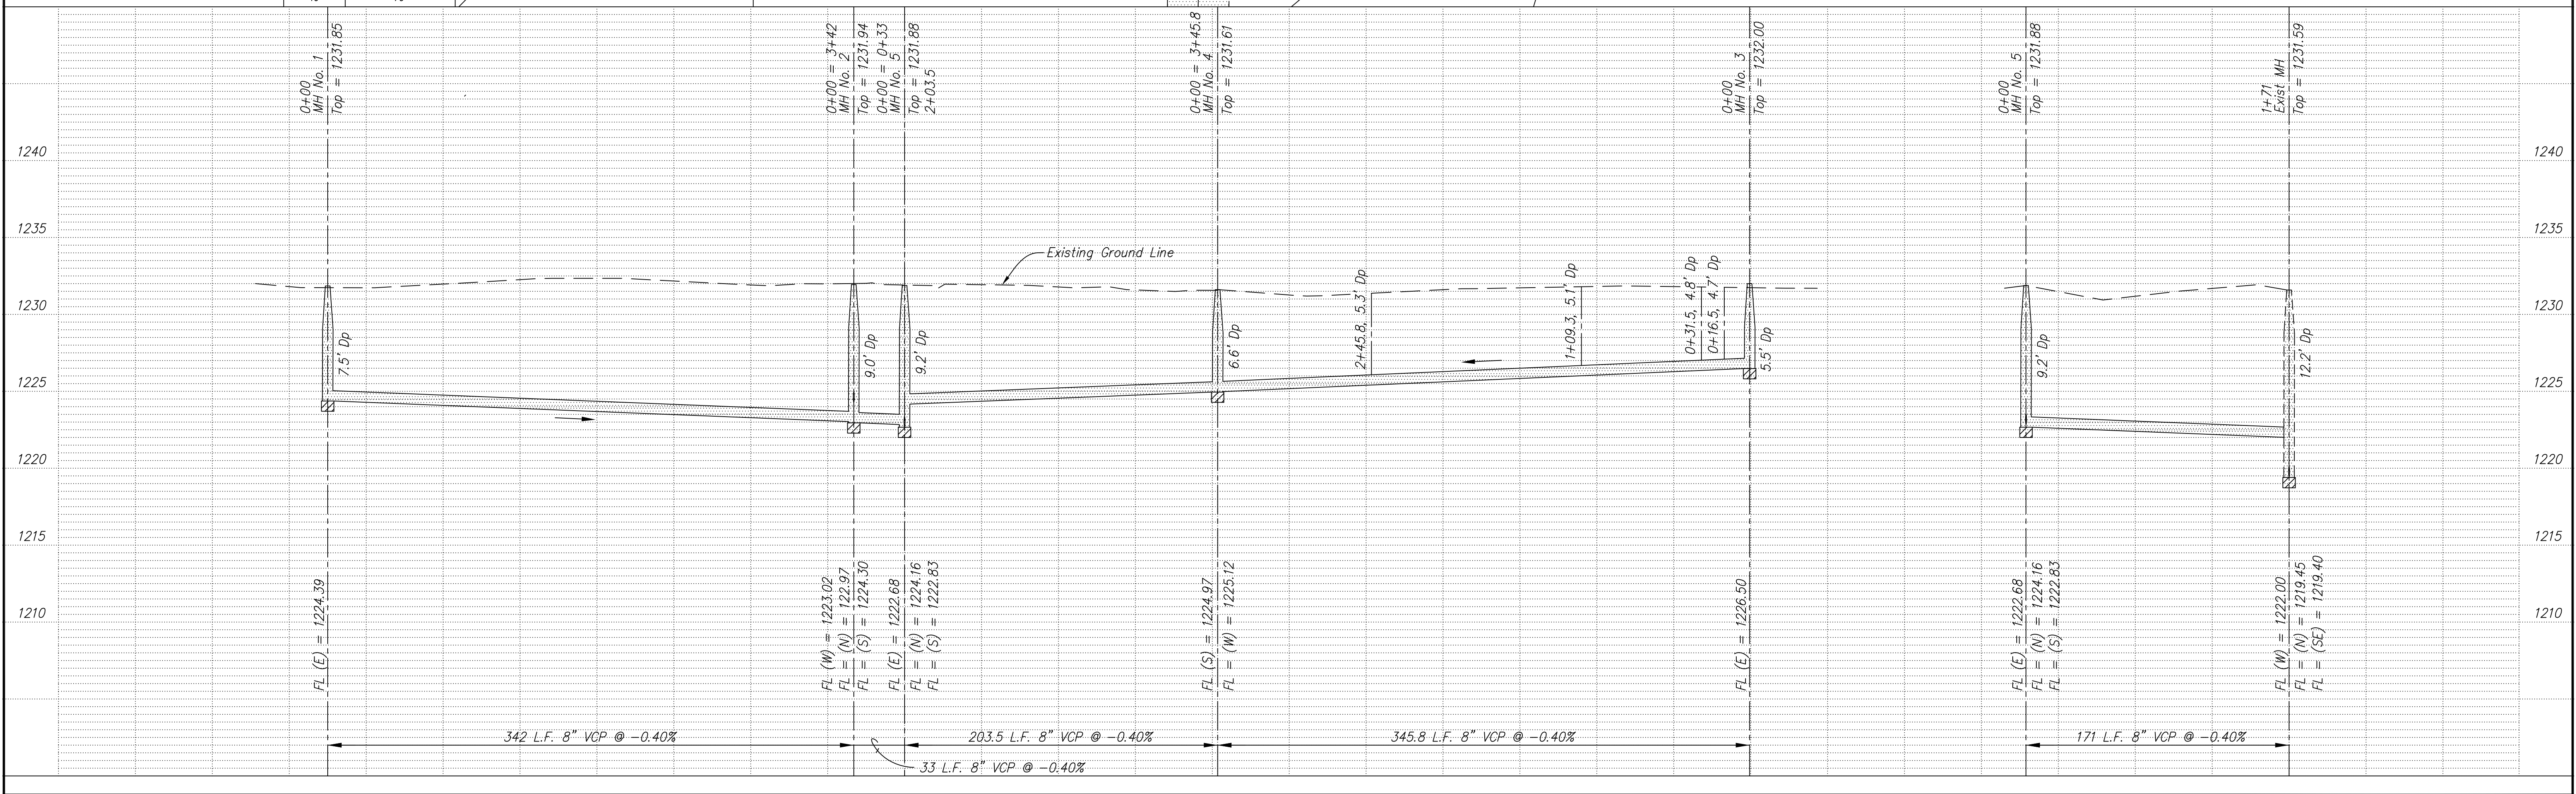 0+00
MH No. 1
Top = 1231.85
0+00 = 3+42
MH No. 2
Top = 1231.94
0+00 = 0+33
MH No. 5
Top = 1231.88
2+03.5
0+00 = 3+45.8
MH No. 4
Top = 1231.61
0+00
MH No. 3
Top = 1232.00
0+00
MH No. 5
Top = 1231.88
1+71
Exist MH
Top = 1231.59
1240
1240
1235
1235
Existing Ground Line
1230
1230
7.5' Dp
9.0' Dp
9.2' Dp
6.6' Dp
2+45.8, 5.3' Dp
1+09.3, 5.1' Dp
0+31.5, 4.8' Dp
0+16.5, 4.7' Dp
5.5' Dp
9.2' Dp
12.2' Dp
1225
1225
1220
1220
1215
1215
1210
1210
FL (E) = 1224.39
FL (W) = 1223.02
FL = (N) = 1222.97
FL = (S) = 1224.30
FL (E) = 1222.68
FL = (N) = 1224.16
FL = (S) = 1222.83
FL (S) = 1224.97
FL = (W) = 1225.12
FL (E) = 1226.50
FL (E) = 1222.68
FL = (N) = 1224.16
FL = (S) = 1222.83
FL (W) = 1222.00
FL = (N) = 1219.45
FL = (SE) = 1219.40
342 L.F. 8" VCP @ -0.40%
203.5 L.F. 8" VCP @ -0.40%
345.8 L.F. 8" VCP @ -0.40%
171 L.F. 8" VCP @ -0.40%
33 L.F. 8" VCP @ -0.40%